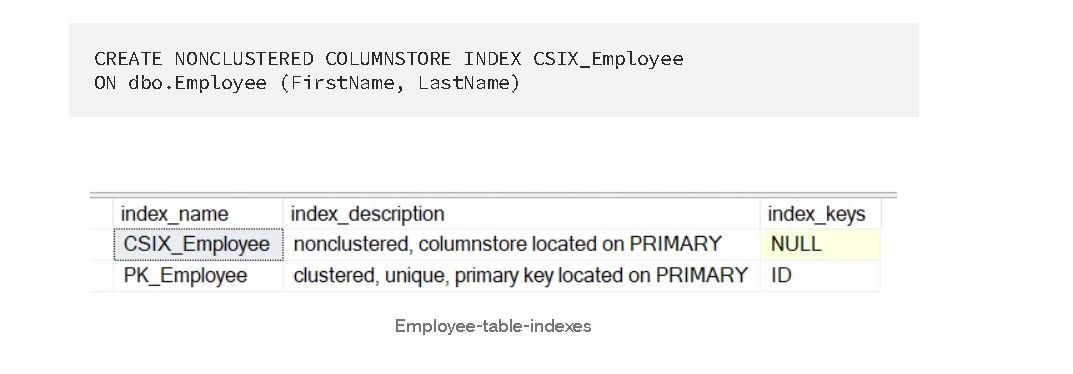 CREATE NONCLUSTERED COLUMNSTORE INDEX CSIX_Employee
ON dbo.Employee (FirstName, LastName)
index_name index_description index_keys
CSIX_Employee nonclustered, columnstore located on PRIMARY NULL
PK_Employee clustered, unique, primary key located on PRIMARY ID
Employee-table-indexes